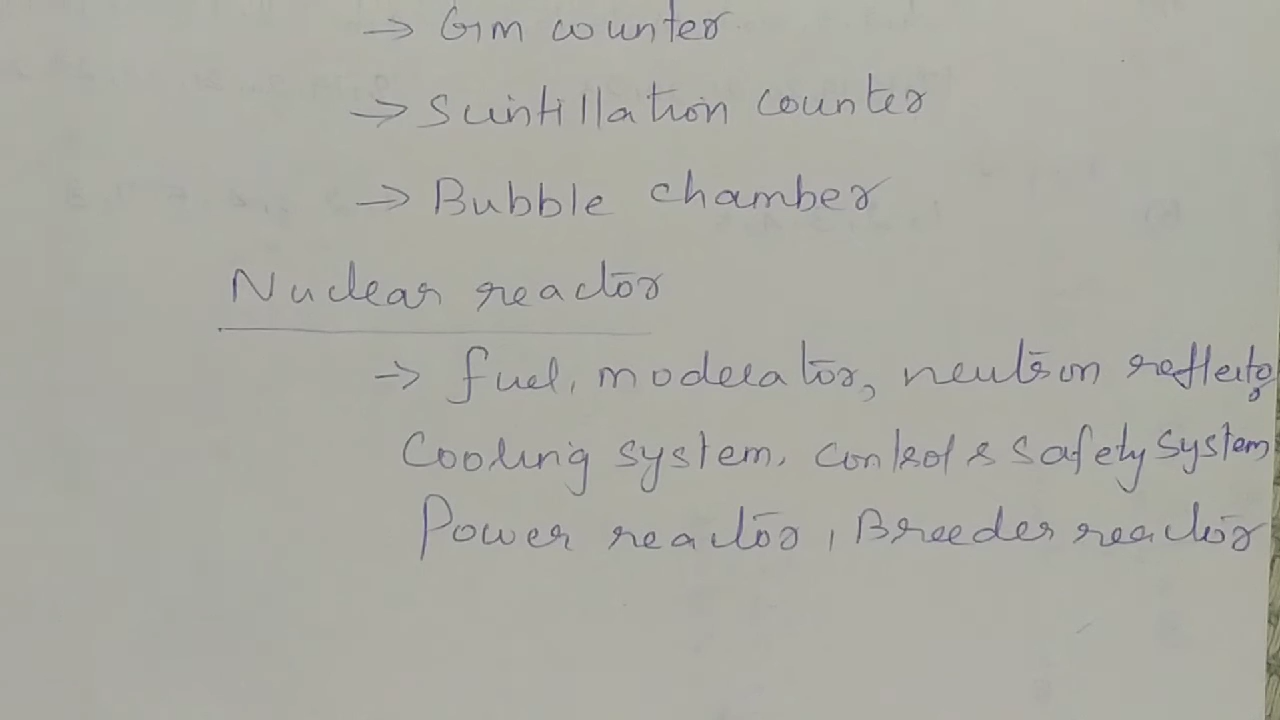 → GM counter
→ Scintillation counter
→ Bubble chamber
Nuclear reactor
→ fuel, moderator, neutron reflector,
Cooling system, control & safety system
Power reactor, Breeder reactor